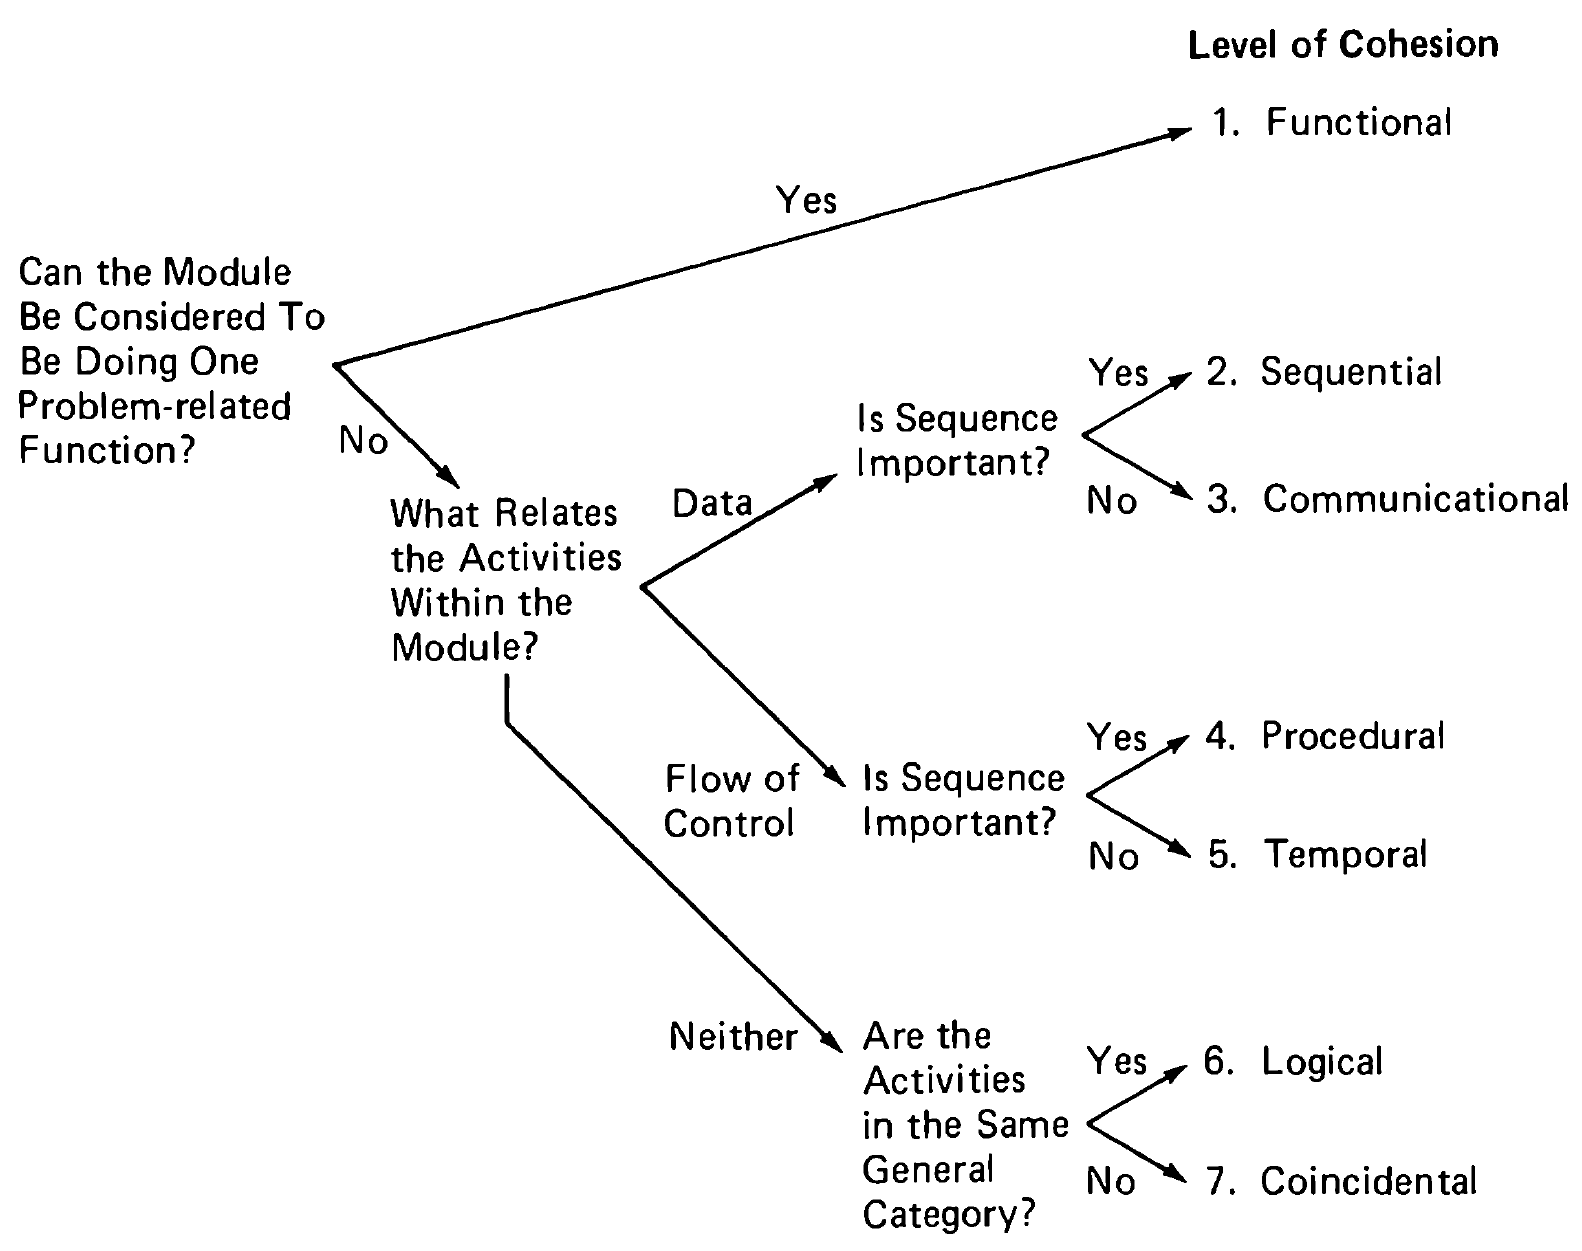 Level of Cohesion
1. Functional
Yes
Can the Module
Be Considered To
Be Doing One
Problem-related
Function?
No
What Relates
the Activities
Within the
Module?
Data
Is Sequence
Important?
Yes
2. Sequential
No
3. Communicational
Flow of
Control
Is Sequence
Important?
Yes
4. Procedural
No
5. Temporal
Neither
Are the
Activities
in the Same
General
Category?
Yes
6. Logical
No
7. Coincidental